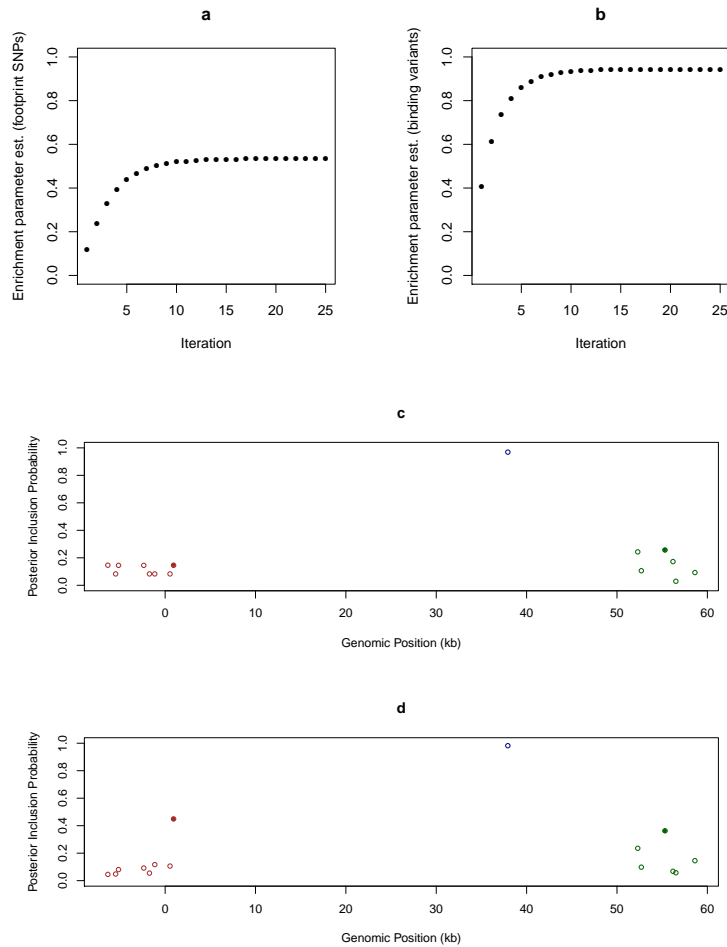 a
Enrichment parameter est. (footprint SNPs)
1.0
0.8
0.6
0.4
0.2
0.0
5 10 15 20 25
Iteration
b
Enrichment parameter est. (binding variants)
1.0
0.8
0.6
0.4
0.2
0.0
5 10 15 20 25
Iteration
c
Posterior Inclusion Probability
1.0
0.8
0.6
0.4
0.2
0.0
0 10 20 30 40 50 60
Genomic Position (kb)
d
Posterior Inclusion Probability
1.0
0.8
0.6
0.4
0.2
0.0
0 10 20 30 40 50 60
Genomic Position (kb)